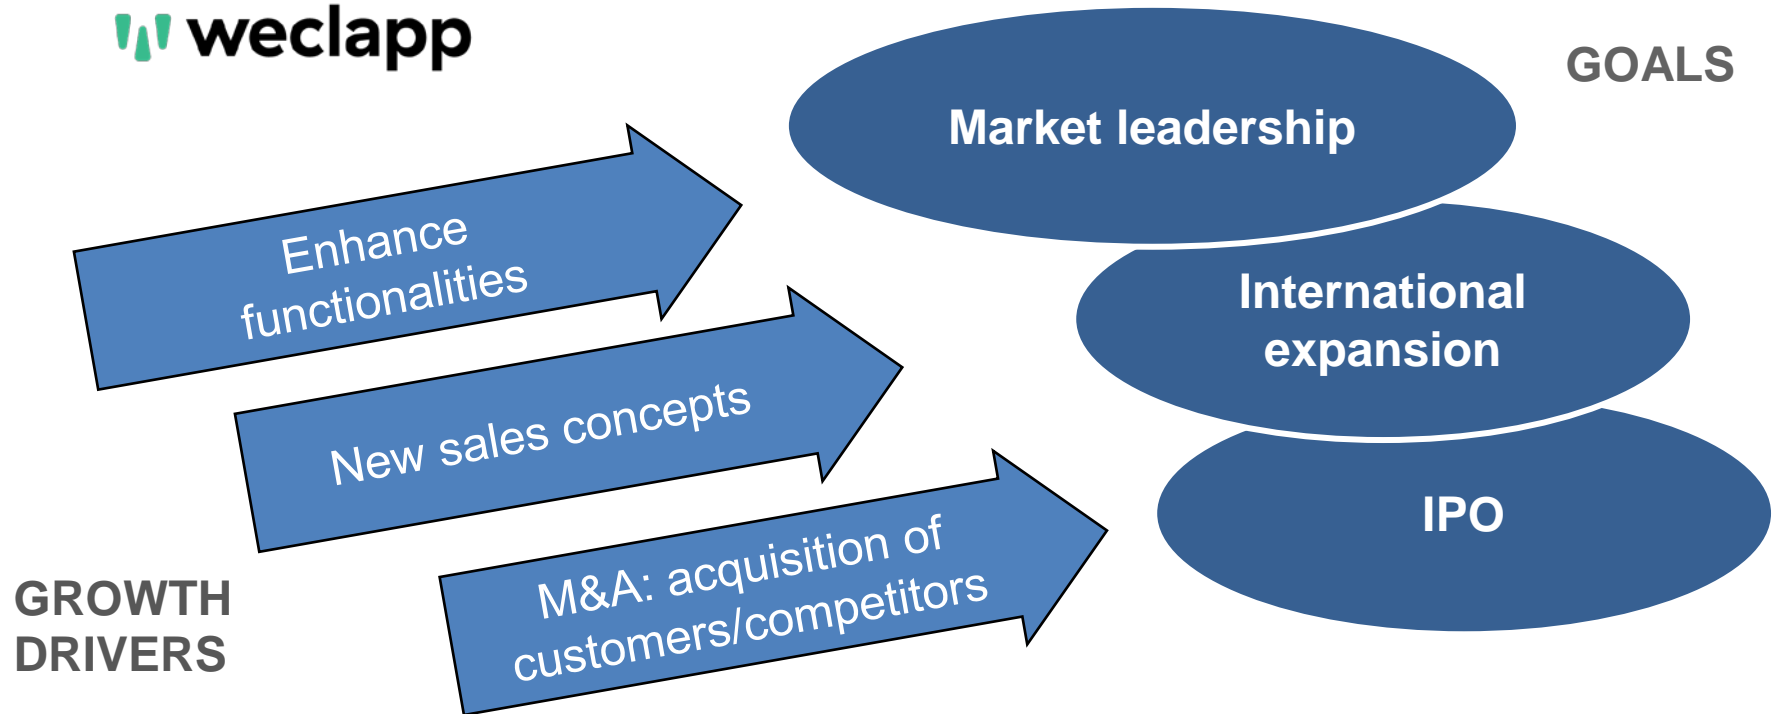 weclapp
GOALS
Market leadership
Enhance
functionalities
International
expansion
New sales concepts
IPO
M&A: acquisition of
customers/competitors
GROWTH
DRIVERS